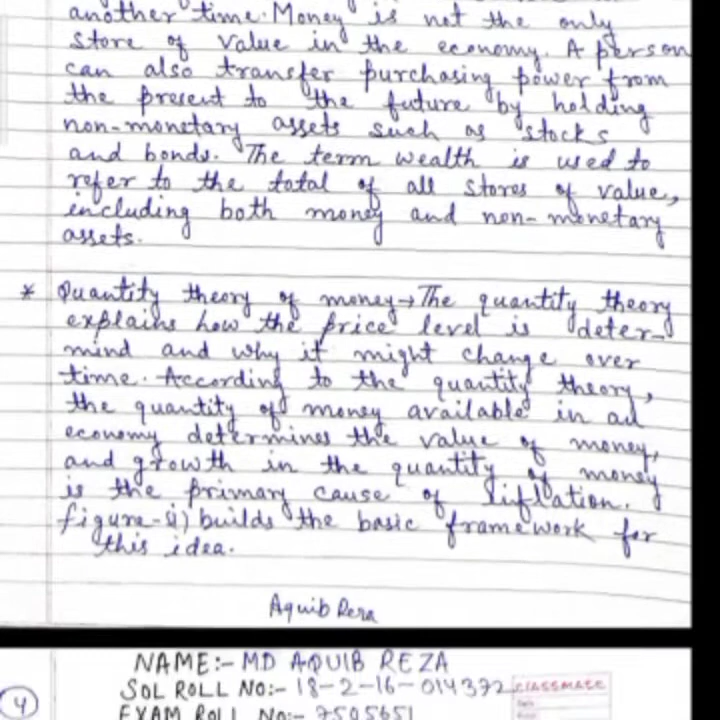 another time. Money is not the only
store of value in the economy. A person
can also transfer purchasing power from
the present to the future by holding
non-monetary assets such as stocks
and bonds. The term wealth is used to
refer to the total of all stores of value,
including both money and non-monetary
assets.
* Quantity theory of money→The quantity theory
explains how the price level is deter-
mind and why it might change over
time. According to the quantity theory,
the quantity of money available in an
economy determines the value of money,
and growth in the quantity of money
is the primary cause of inflation.
figure-(i) builds the basic framework for
this idea.
Aquib Reza
NAME:- MD AQUIB REZA
4
SOL ROLL NO:- 18-2-16-014372
classmate
EXAM ROLL NO:- 7505651